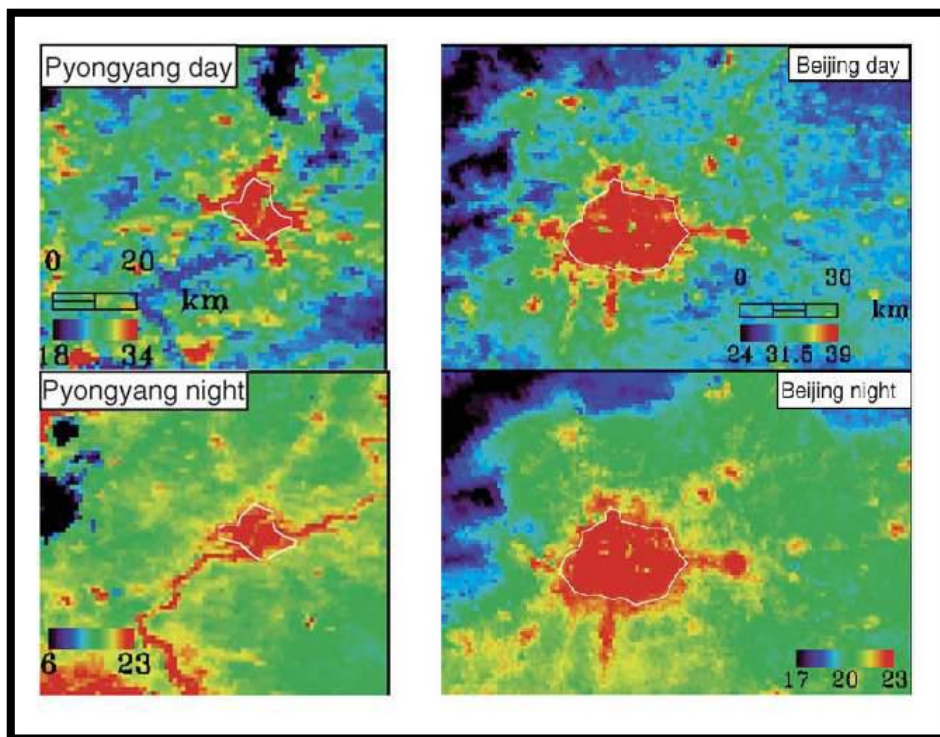 Pyongyang day
0 20
km
18 34
Beijing day
0 30
km
24 31.5 39
Pyongyang night
6 23
Beijing night
17 20 23